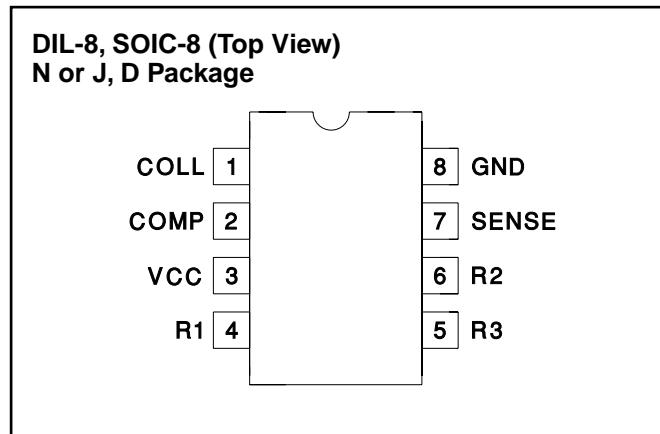 DIL-8, SOIC-8 (Top View)
N or J, D Package
COLL 1 8 GND
COMP 2 7 SENSE
VCC 3 6 R2
R1 4 5 R3